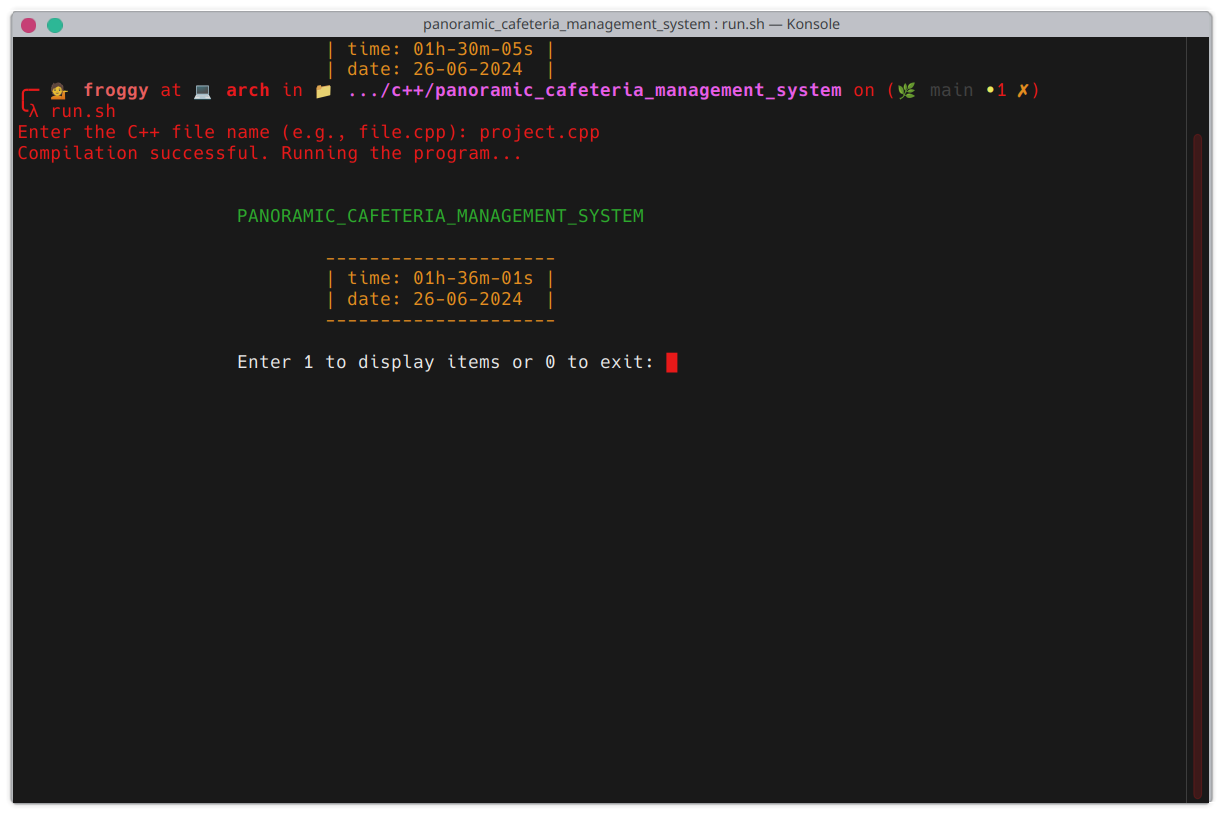 panoramic_cafeteria_management_system : run.sh — Konsole
| time: 01h-30m-05s |
| date: 26-06-2024  |
╭─ 💁 froggy at 💻 arch in 📁 .../c++/panoramic_cafeteria_management_system on (🌿 main •1 ✗)
╰λ run.sh
Enter the C++ file name (e.g., file.cpp): project.cpp
Compilation successful. Running the program...
PANORAMIC_CAFETERIA_MANAGEMENT_SYSTEM
---------------------
| time: 01h-36m-01s |
| date: 26-06-2024  |
---------------------
Enter 1 to display items or 0 to exit: